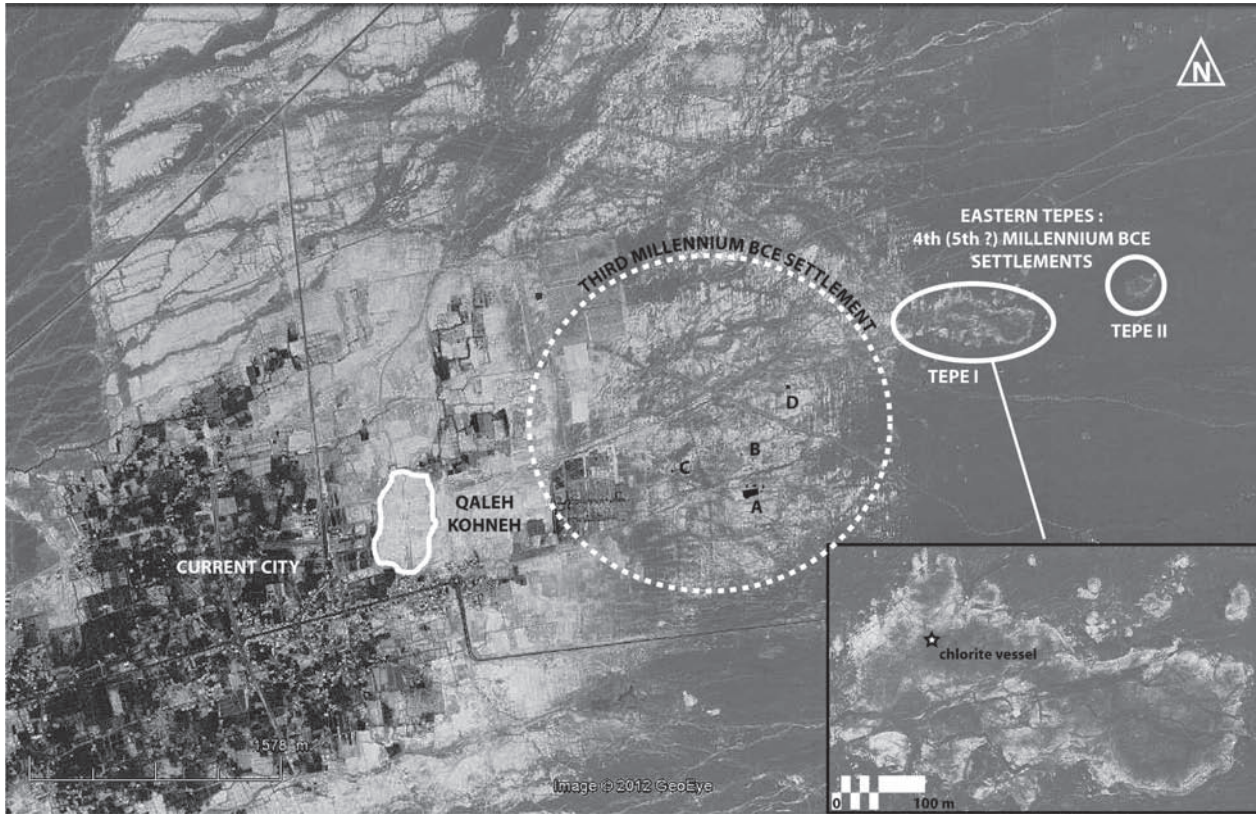 N
EASTERN TEPES :
4th (5th ?) MILLENNIUM BCE
SETTLEMENTS
THIRD MILLENNIUM BCE SETTLEMENT
TEPE II
TEPE I
D
B
C
A
QALEH
KOHNEH
CURRENT CITY
chlorite vessel
1578 m
Image © 2012 GeoEye
0 100 m